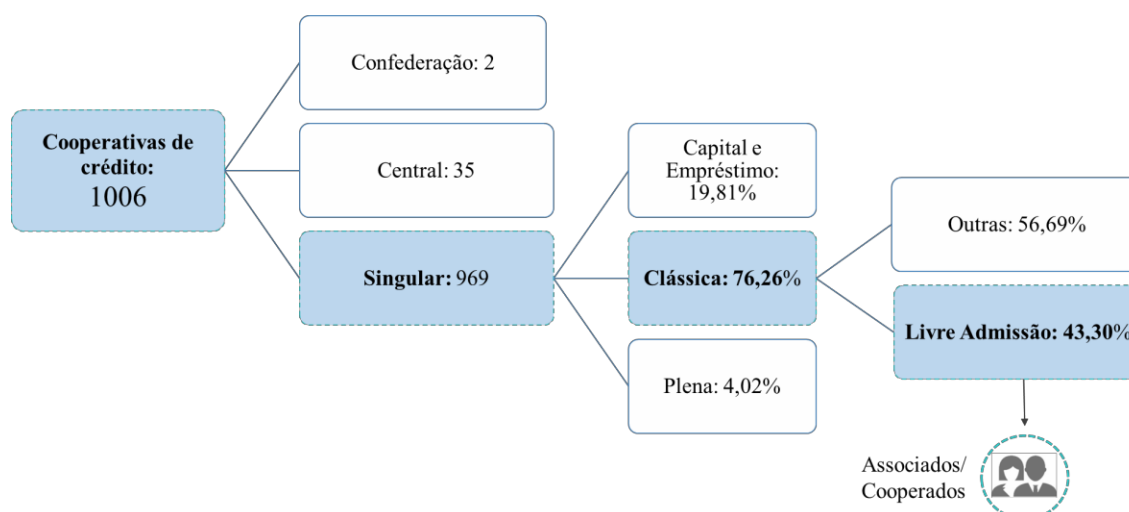 Confederação: 2
Cooperativas de
crédito:
1006
Central: 35
Singular: 969
Capital e
Empréstimo:
19,81%
Clássica: 76,26%
Plena: 4,02%
Outras: 56,69%
Livre Admissão: 43,30%
Associados/
Cooperados